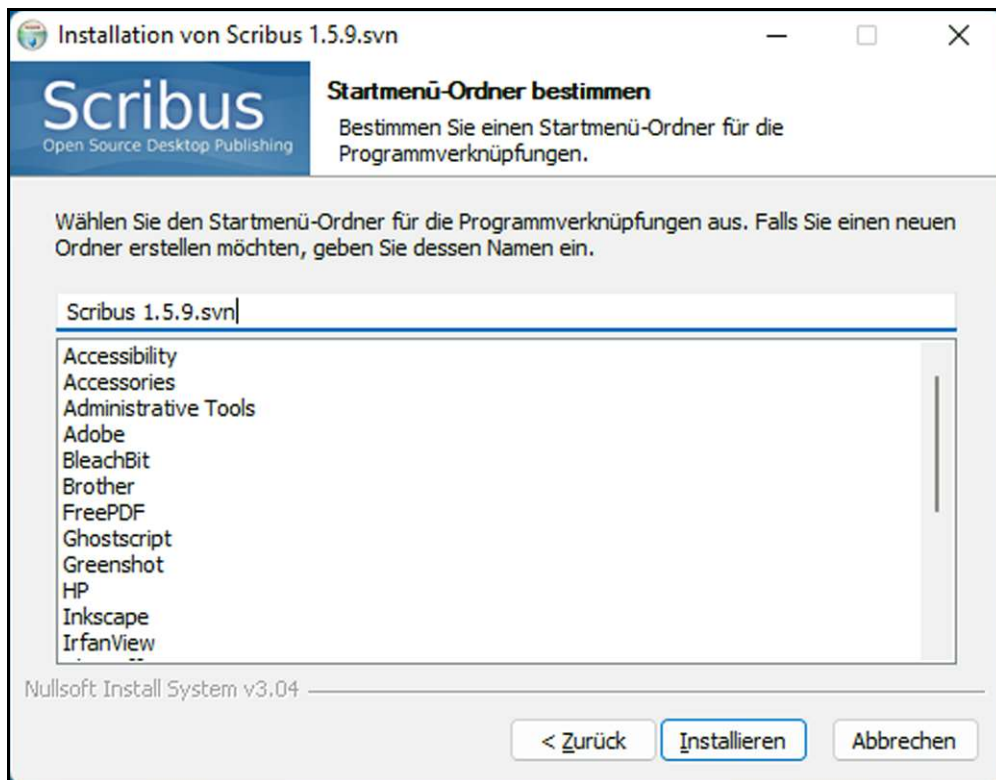 Installation von Scribus 1.5.9.svn
Scribus
Open Source Desktop Publishing
Startmenü-Ordner bestimmen
Bestimmen Sie einen Startmenü-Ordner für die
Programmverknüpfungen.
Wählen Sie den Startmenü-Ordner für die Programmverknüpfungen aus. Falls Sie einen neuen
Ordner erstellen möchten, geben Sie dessen Namen ein.
Scribus 1.5.9.svn
Accessibility
Accessories
Administrative Tools
Adobe
BleachBit
Brother
FreePDF
Ghostscript
Greenshot
HP
Inkscape
IrfanView
Nullsoft Install System v3.04
< Zurück
Installieren
Abbrechen